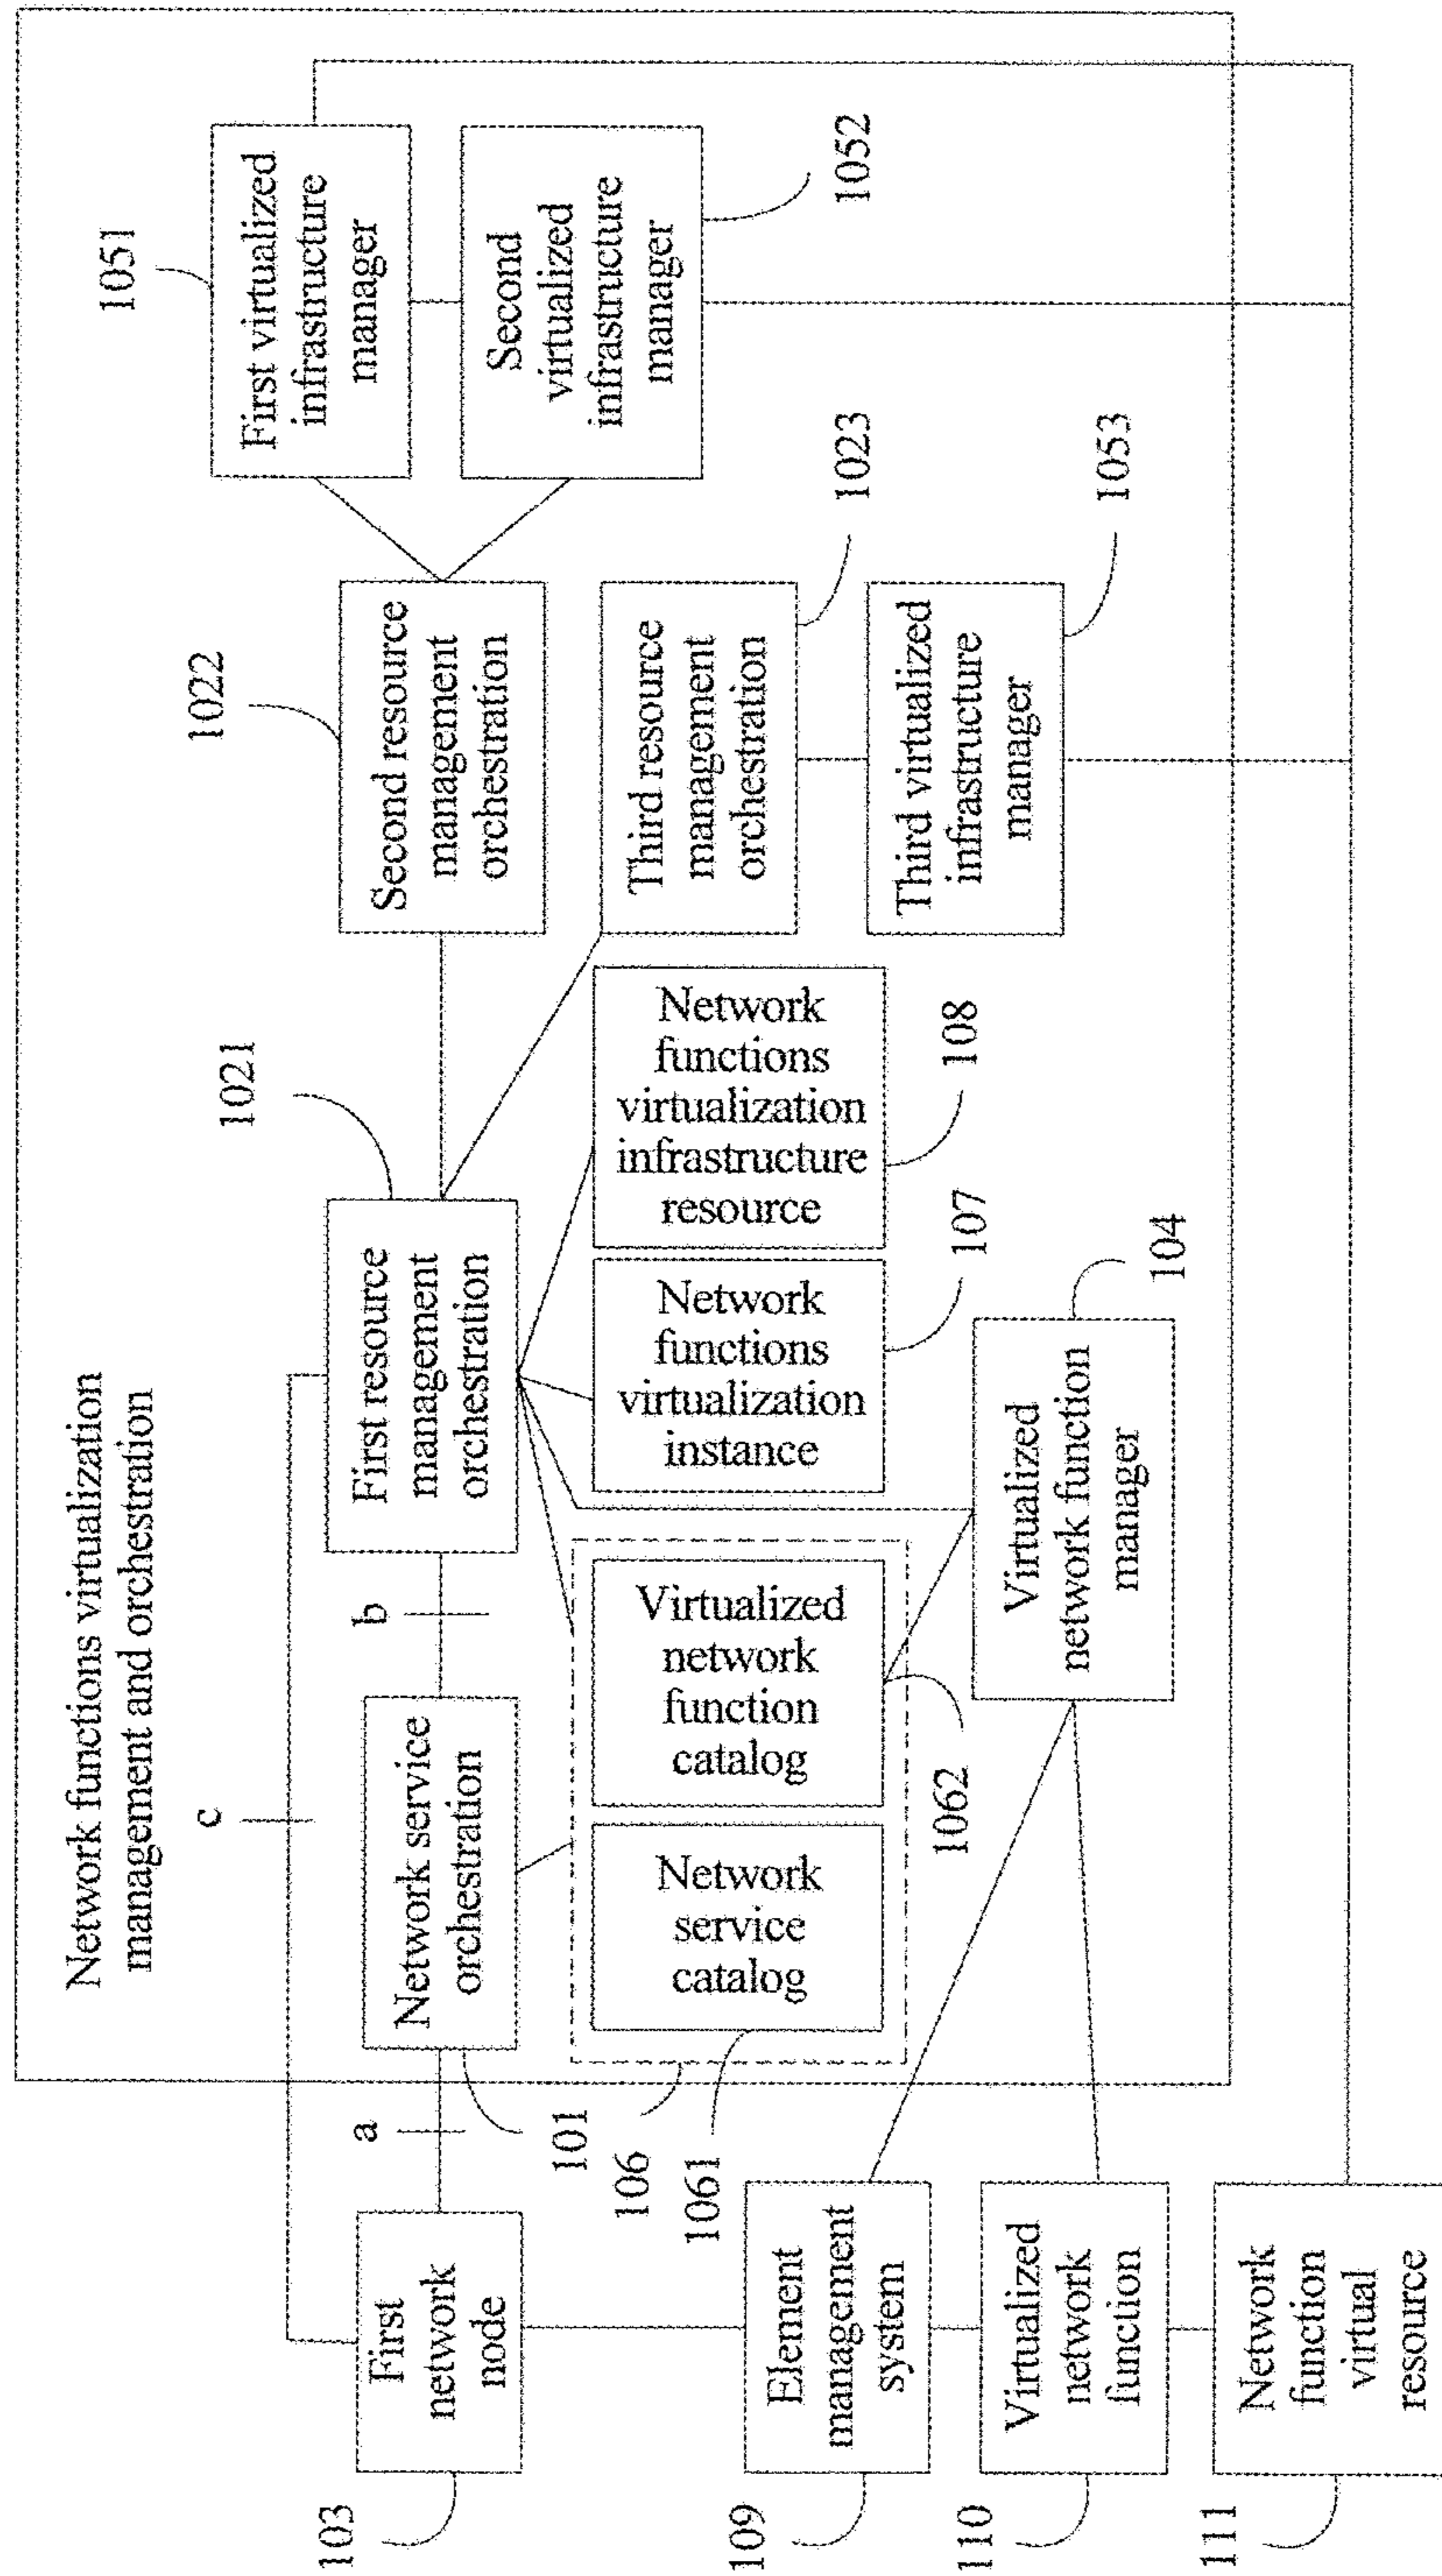 Network functions virtualization
management and orchestration
c
1021
1022
1051
First virtualized
infrastructure
manager
Second resource
management
orchestration
First resource
management
orchestration
b
Network service
orchestration
a
First
network
node
103
101
Second
virtualized
infrastructure
manager
1052
Third resource
management
orchestration
1023
Network
functions
virtualization
infrastructure
resource
108
Network
functions
virtualization
instance
107
Virtualized
network
function
catalog
1062
Network
service
catalog
106
1061
Third virtualized
infrastructure
manager
1053
Virtualized
network function
manager
104
Element
management
system
109
Virtualized
network
function
110
Network
function
virtual
resource
111